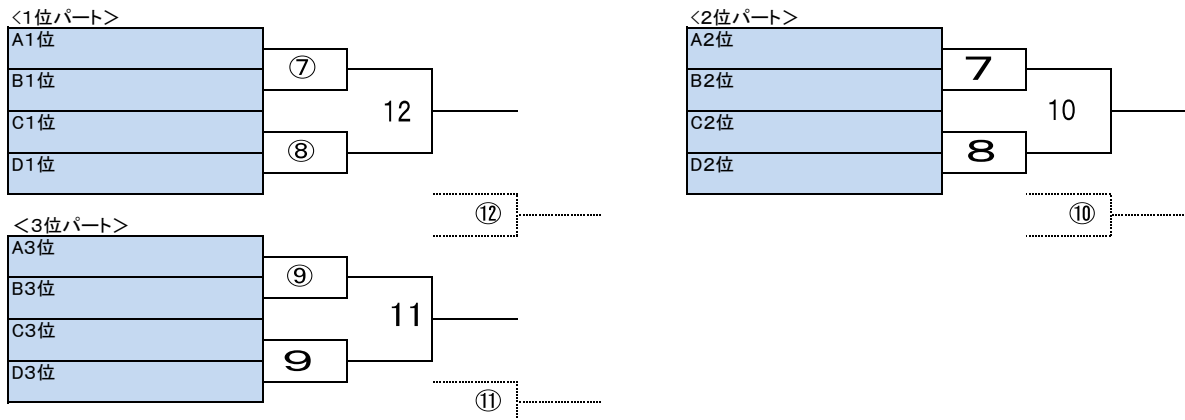 <1位パート>
A1位
B1位
C1位
D1位
⑦
⑧
12
⑫
<2位パート>
A2位
B2位
C2位
D2位
7
8
10
⑩
<3位パート>
A3位
B3位
C3位
D3位
⑨
9
11
⑪